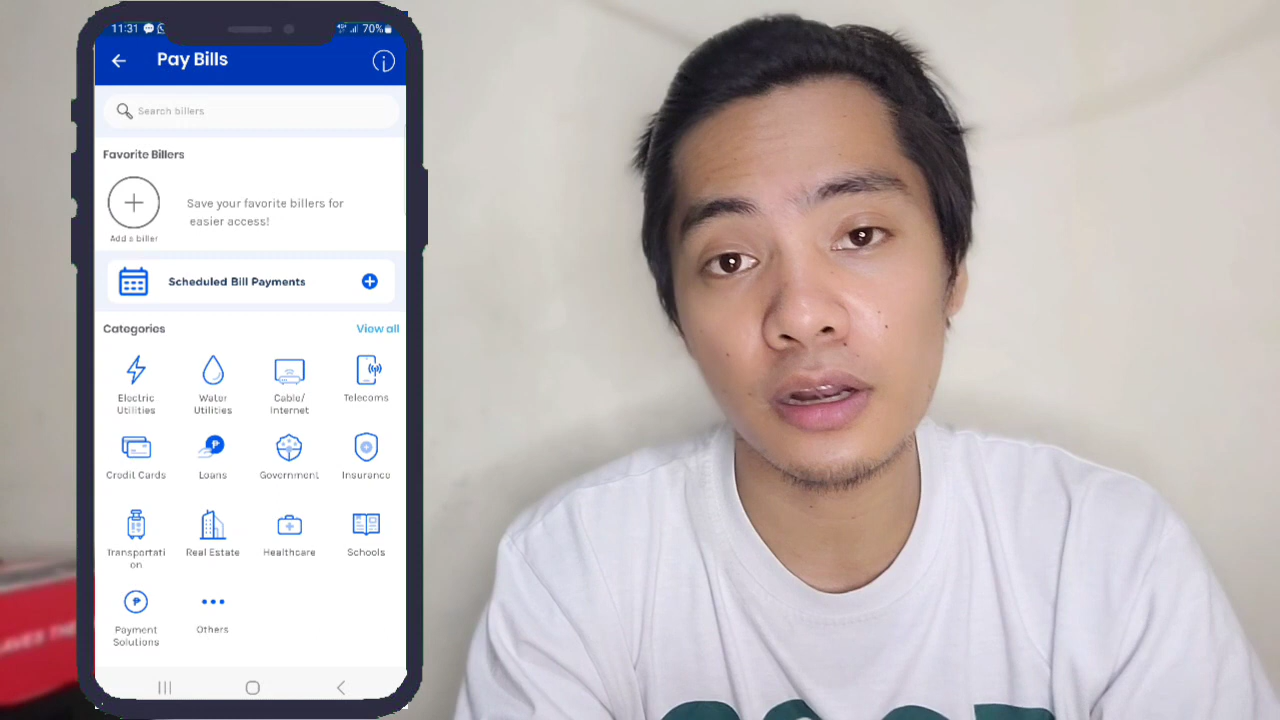 11:31
70%
Pay Bills
Search billers
Favorite Billers
Save your favorite billers for
easier access!
Add a biller
Scheduled Bill Payments
Categories
View all
Electric
Utilities
Water
Utilities
Cable/
Internet
Telecoms
Credit Cards
Loans
Government
Insurance
Transportati
on
Real Estate
Healthcare
Schools
Payment
Solutions
Others